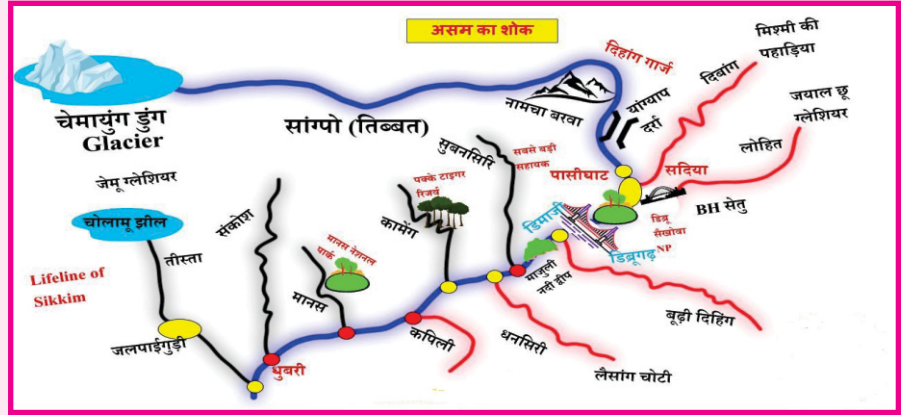 असम का शोक
चेमायुंग डुंग
Glacier
सांग्पो (तिब्बत)
दिहांग गार्ज
नामचा बरवा
यांग्याप
दर्रा
दिबांग
मिश्मी की
पहाड़िया
जयाल छू
ग्लेशियर
लोहित
सदिया
पासीघाट
BH सेतु
डिब्रू
सैखोवा
NP
डिमाजी
डिब्रूगढ़
सुबनसिरि
सबसे बड़ी
सहायक
पक्के टाइगर
रिजर्व
कामेंग
माजुली
नदी द्वीप
बूढ़ी दिहिंग
धनसिरी
लैसांग चोटी
कपिली
मानस नेशनल
पार्क
मानस
संकोश
धुबरी
जेमू ग्लेशियर
चोलामू झील
तीस्ता
Lifeline of
Sikkim
जलपाईगुड़ी